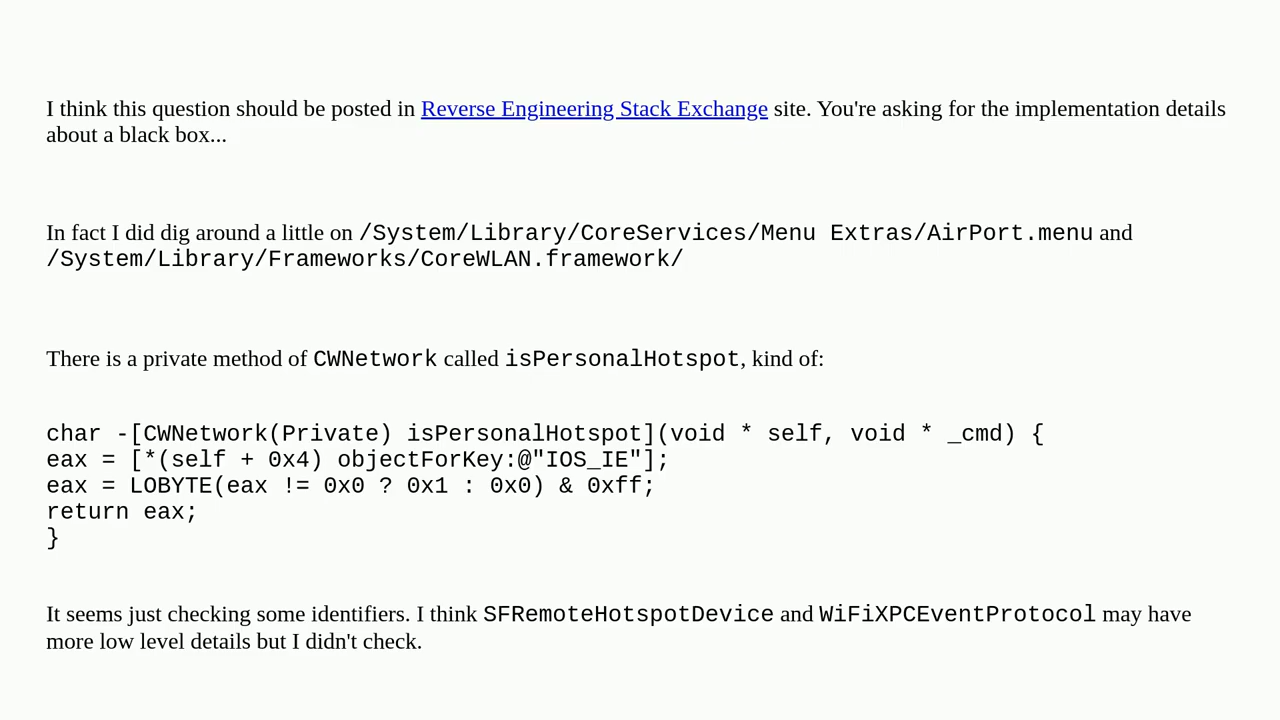 I think this question should be posted in Reverse Engineering Stack Exchange site. You're asking for the implementation details
about a black box...
In fact I did dig around a little on /System/Library/CoreServices/Menu Extras/AirPort.menu and
/System/Library/Frameworks/CoreWLAN.framework/
There is a private method of CWNetwork called isPersonalHotspot, kind of:
char -[CWNetwork(Private) isPersonalHotspot](void * self, void * _cmd) {
eax = [*(self + 0x4) objectForKey:@"IOS_IE"];
eax = LOBYTE(eax != 0x0 ? 0x1 : 0x0) & 0xff;
return eax;
}
It seems just checking some identifiers. I think SFRemoteHotspotDevice and WiFiXPCEventProtocol may have
more low level details but I didn't check.